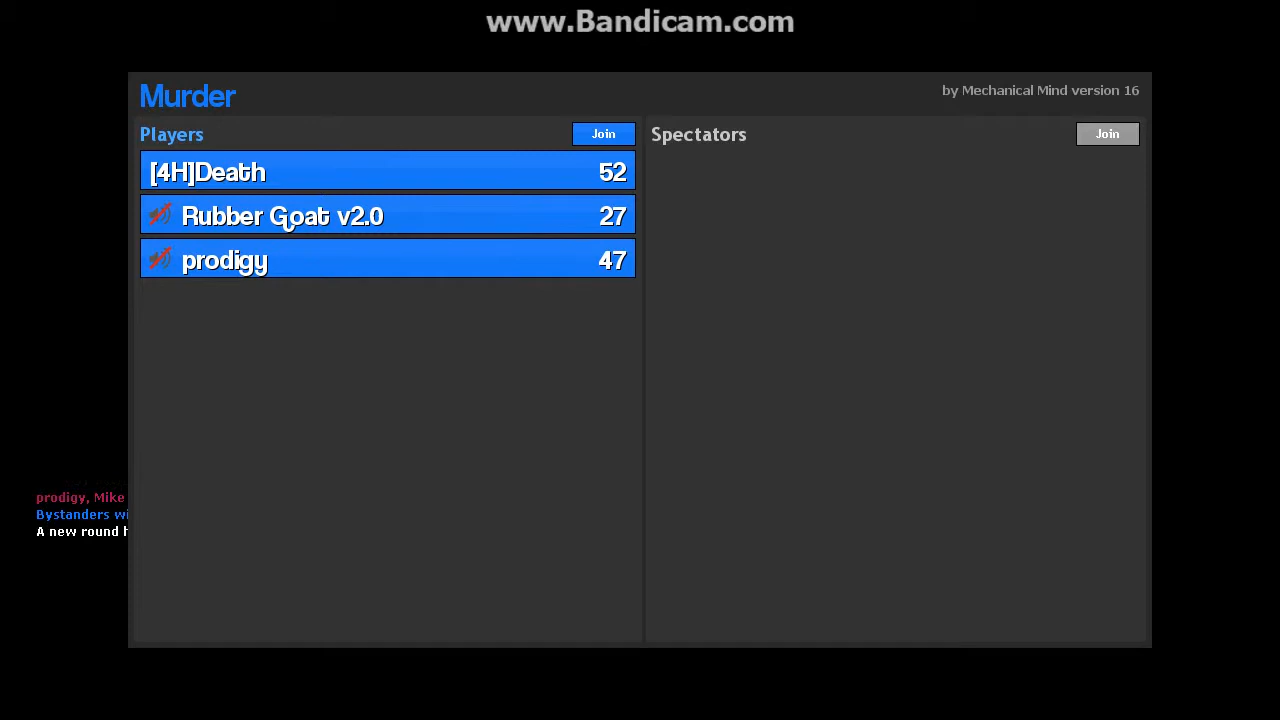 www.Bandicam.com
Murder
by Mechanical Mind version 16
Players
Join
Spectators
Join
[4H]Death 52
Rubber Goat v2.0 27
prodigy 47
prodigy, Mike
Bystanders wi
A new round h